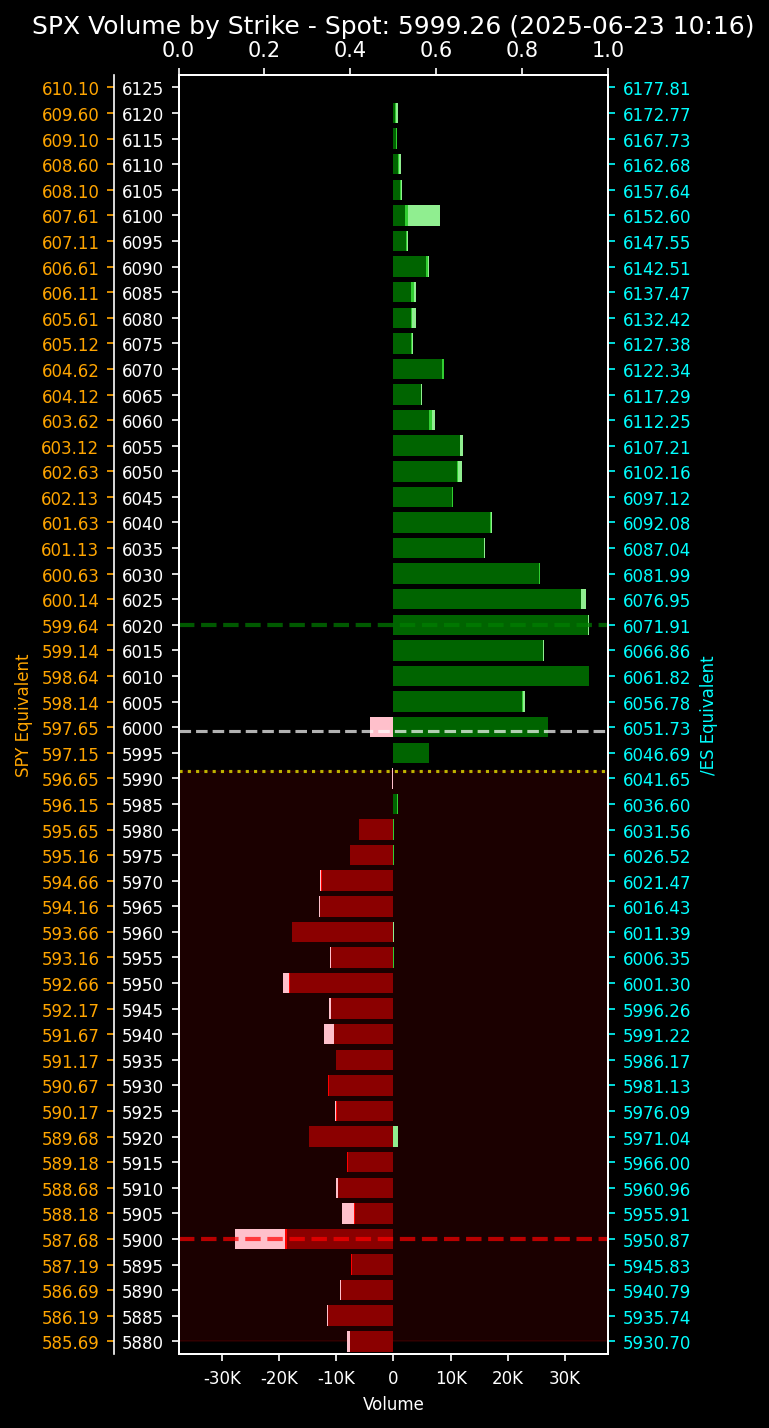 SPX Volume by Strike - Spot: 5999.26 (2025-06-23 10:16)
0.0 0.2 0.4 0.6 0.8 1.0
610.10 6125 6177.81
609.60 6120 6172.77
609.10 6115 6167.73
608.60 6110 6162.68
608.10 6105 6157.64
607.61 6100 6152.60
607.11 6095 6147.55
606.61 6090 6142.51
606.11 6085 6137.47
605.61 6080 6132.42
605.12 6075 6127.38
604.62 6070 6122.34
604.12 6065 6117.29
603.62 6060 6112.25
603.12 6055 6107.21
602.63 6050 6102.16
602.13 6045 6097.12
601.63 6040 6092.08
601.13 6035 6087.04
600.63 6030 6081.99
600.14 6025 6076.95
599.64 6020 6071.91
599.14 6015 6066.86
598.64 6010 6061.82
598.14 6005 6056.78
597.65 6000 6051.73
597.15 5995 6046.69
596.65 5990 6041.65
596.15 5985 6036.60
595.65 5980 6031.56
595.16 5975 6026.52
594.66 5970 6021.47
594.16 5965 6016.43
593.66 5960 6011.39
593.16 5955 6006.35
592.66 5950 6001.30
592.17 5945 5996.26
591.67 5940 5991.22
591.17 5935 5986.17
590.67 5930 5981.13
590.17 5925 5976.09
589.68 5920 5971.04
589.18 5915 5966.00
588.68 5910 5960.96
588.18 5905 5955.91
587.68 5900 5950.87
587.19 5895 5945.83
586.69 5890 5940.79
586.19 5885 5935.74
585.69 5880 5930.70
SPY Equivalent
/ES Equivalent
-30K -20K -10K 0 10K 20K 30K
Volume